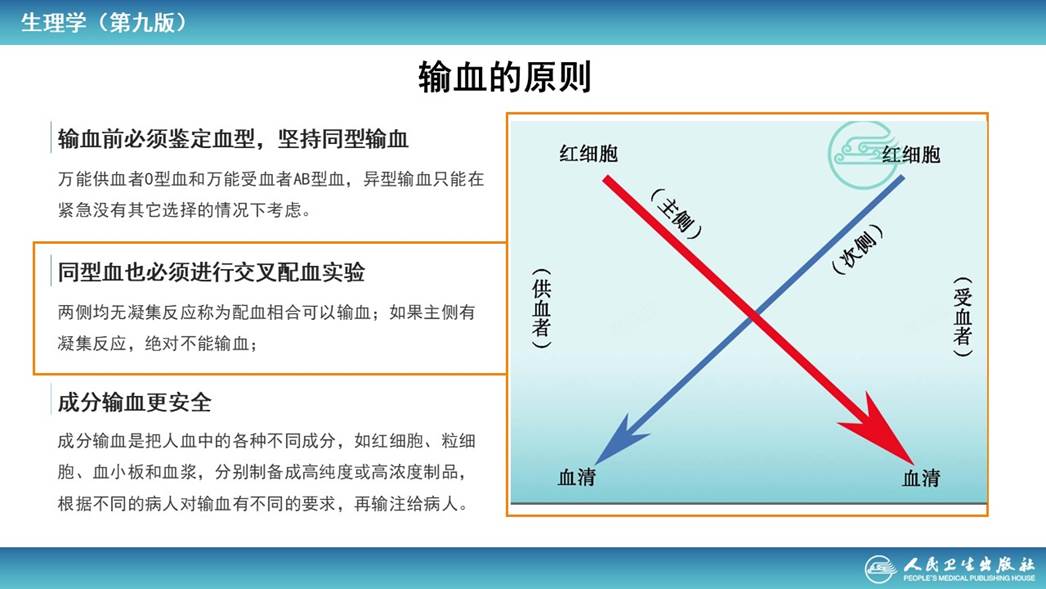 生理学（第九版）
输血的原则
输血前必须鉴定血型，坚持同型输血
万能供血者O型血和万能受血者AB型血，异型输血只能在
紧急没有其它选择的情况下考虑。
同型血也必须进行交叉配血实验
两侧均无凝集反应称为配血相合可以输血；如果主侧有
凝集反应，绝对不能输血；
成分输血更安全
成分输血是把人血中的各种不同成分，如红细胞、粒细
胞、血小板和血浆，分别制备成高纯度或高浓度制品，
根据不同的病人对输血有不同的要求，再输注给病人。
红细胞
红细胞
（主侧）
（次侧）
（供血者）
（受血者）
血清
血清
人民卫生出版社
PEOPLE'S MEDICAL PUBLISHING HOUSE